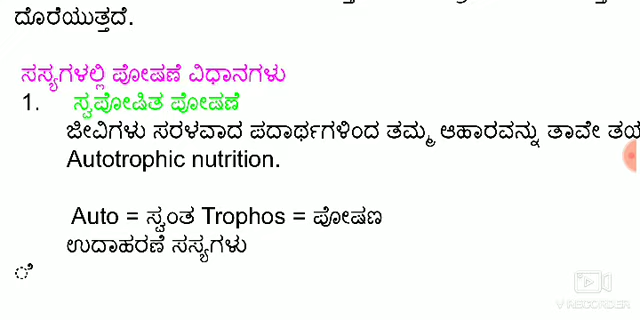 ದೊರೆಯುತ್ತದೆ.
ಸಸ್ಯಗಳಲ್ಲಿ ಪೋಷಣೆ ವಿಧಾನಗಳು
1. ಸ್ವಪೋಷಿತ ಪೋಷಣೆ
ಜೀವಿಗಳು ಸರಳವಾದ ಪದಾರ್ಥಗಳಿಂದ ತಮ್ಮ ಆಹಾರವನ್ನು ತಾವೇ
Autotrophic nutrition.
Auto = ಸ್ವಂತ Trophos = ಪೋಷಣ
ಉದಾಹರಣೆ ಸಸ್ಯಗಳು
V RECORDER